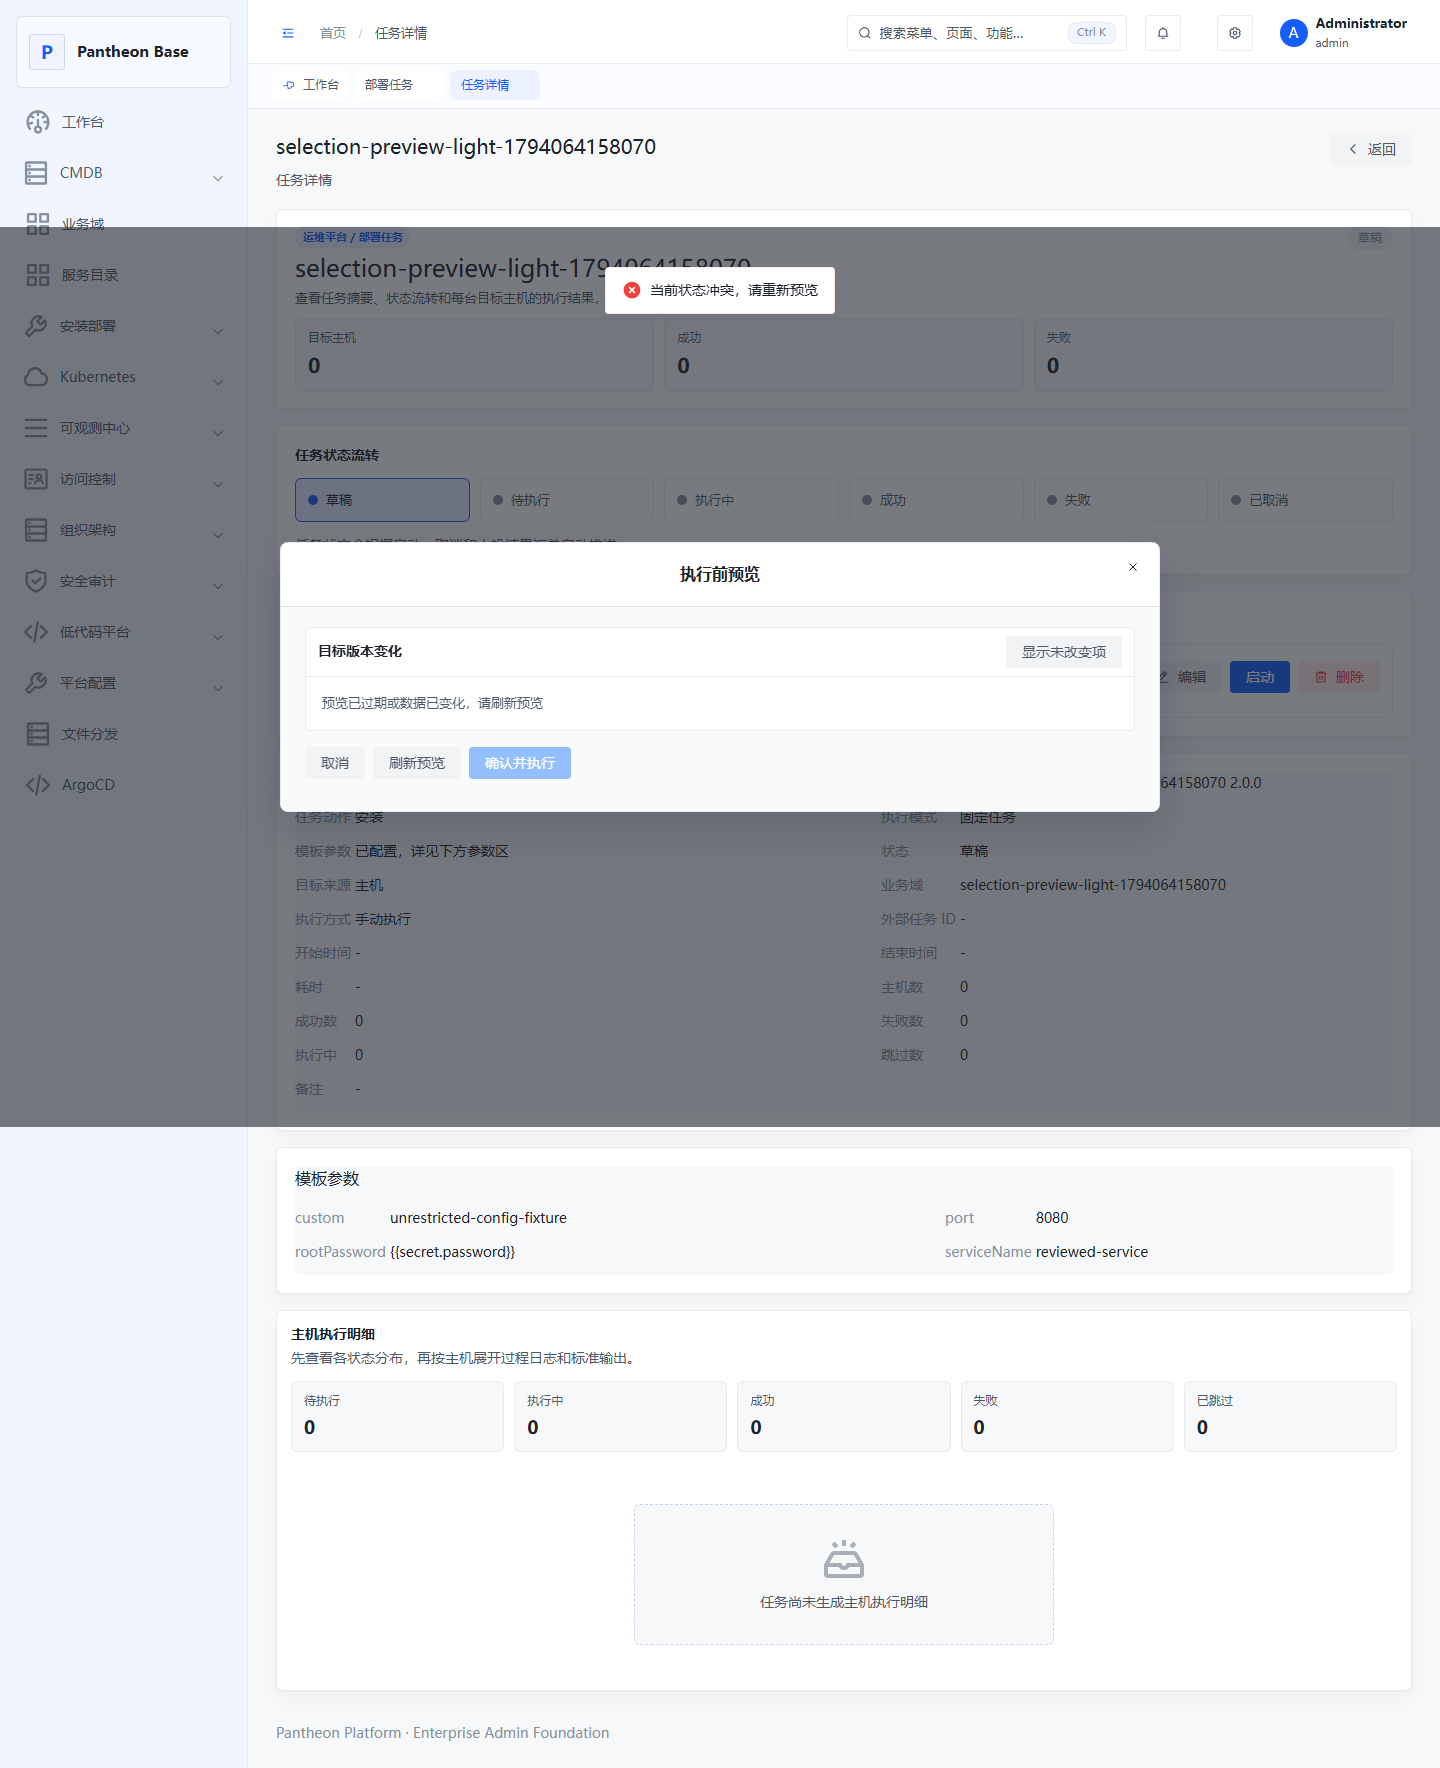 P Pantheon Base
工作台
CMDB
业务域
服务目录
安装部署
Kubernetes
可观测中心
访问控制
组织架构
安全审计
低代码平台
平台配置
文件分发
ArgoCD
首页 / 任务详情
搜索菜单、页面、功能... Ctrl K
A Administrator
admin
工作台 部署任务 任务详情
selection-preview-light-1794064158070
返回
任务详情
运维平台 / 部署任务
草稿
selection-preview-light-1794064158070
查看任务摘要、状态流转和每台目标主机的执行结果,
当前状态冲突，请重新预览
目标主机
0
成功
0
失败
0
任务状态流转
草稿 待执行 执行中 成功 失败 已取消
执行前预览
目标版本变化
显示未改变项
预览已过期或数据已变化，请刷新预览
取消 刷新预览 确认并执行
编辑 启动 删除
64158070 2.0.0
任务动作 安装
执行模式 固定任务
模板参数 已配置，详见下方参数区
状态 草稿
目标来源 主机
业务域 selection-preview-light-1794064158070
执行方式 手动执行
外部任务 ID -
开始时间 -
结束时间 -
耗时 -
主机数 0
成功数 0
失败数 0
执行中 0
跳过数 0
备注 -
模板参数
custom unrestricted-config-fixture
port 8080
rootPassword {{secret.password}}
serviceName reviewed-service
主机执行明细
先查看各状态分布，再按主机展开过程日志和标准输出。
待执行
0
执行中
0
成功
0
失败
0
已跳过
0
任务尚未生成主机执行明细
Pantheon Platform · Enterprise Admin Foundation